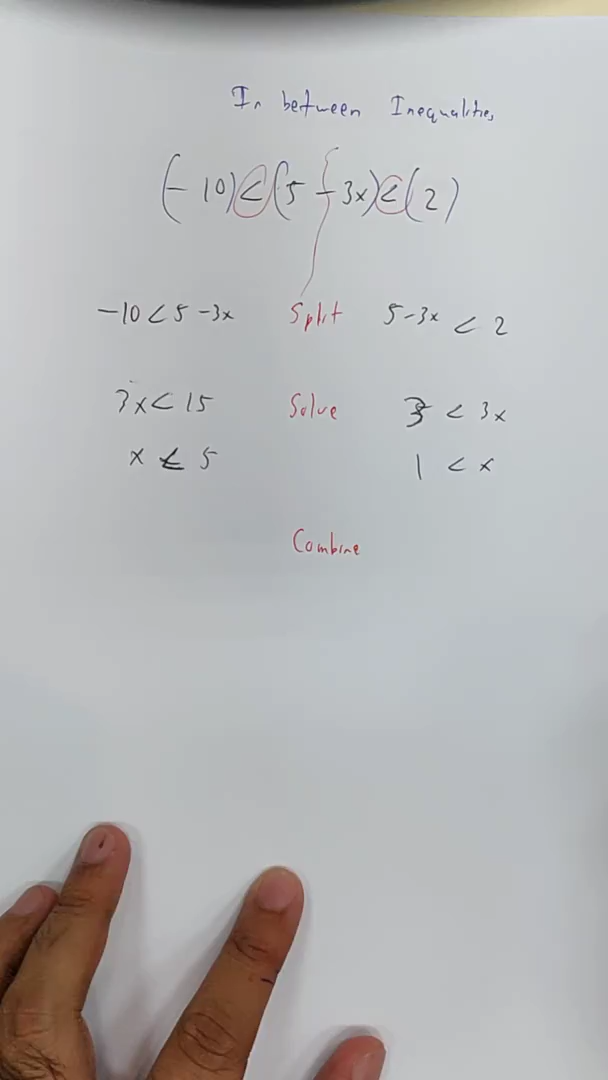 In between Inequalities
(-10) < (5 - 3x) < (2)
-10 < 5 - 3x Split 5 - 3x < 2
3x < 15 Solve 3 < 3x
x < 5 1 < x
Combine